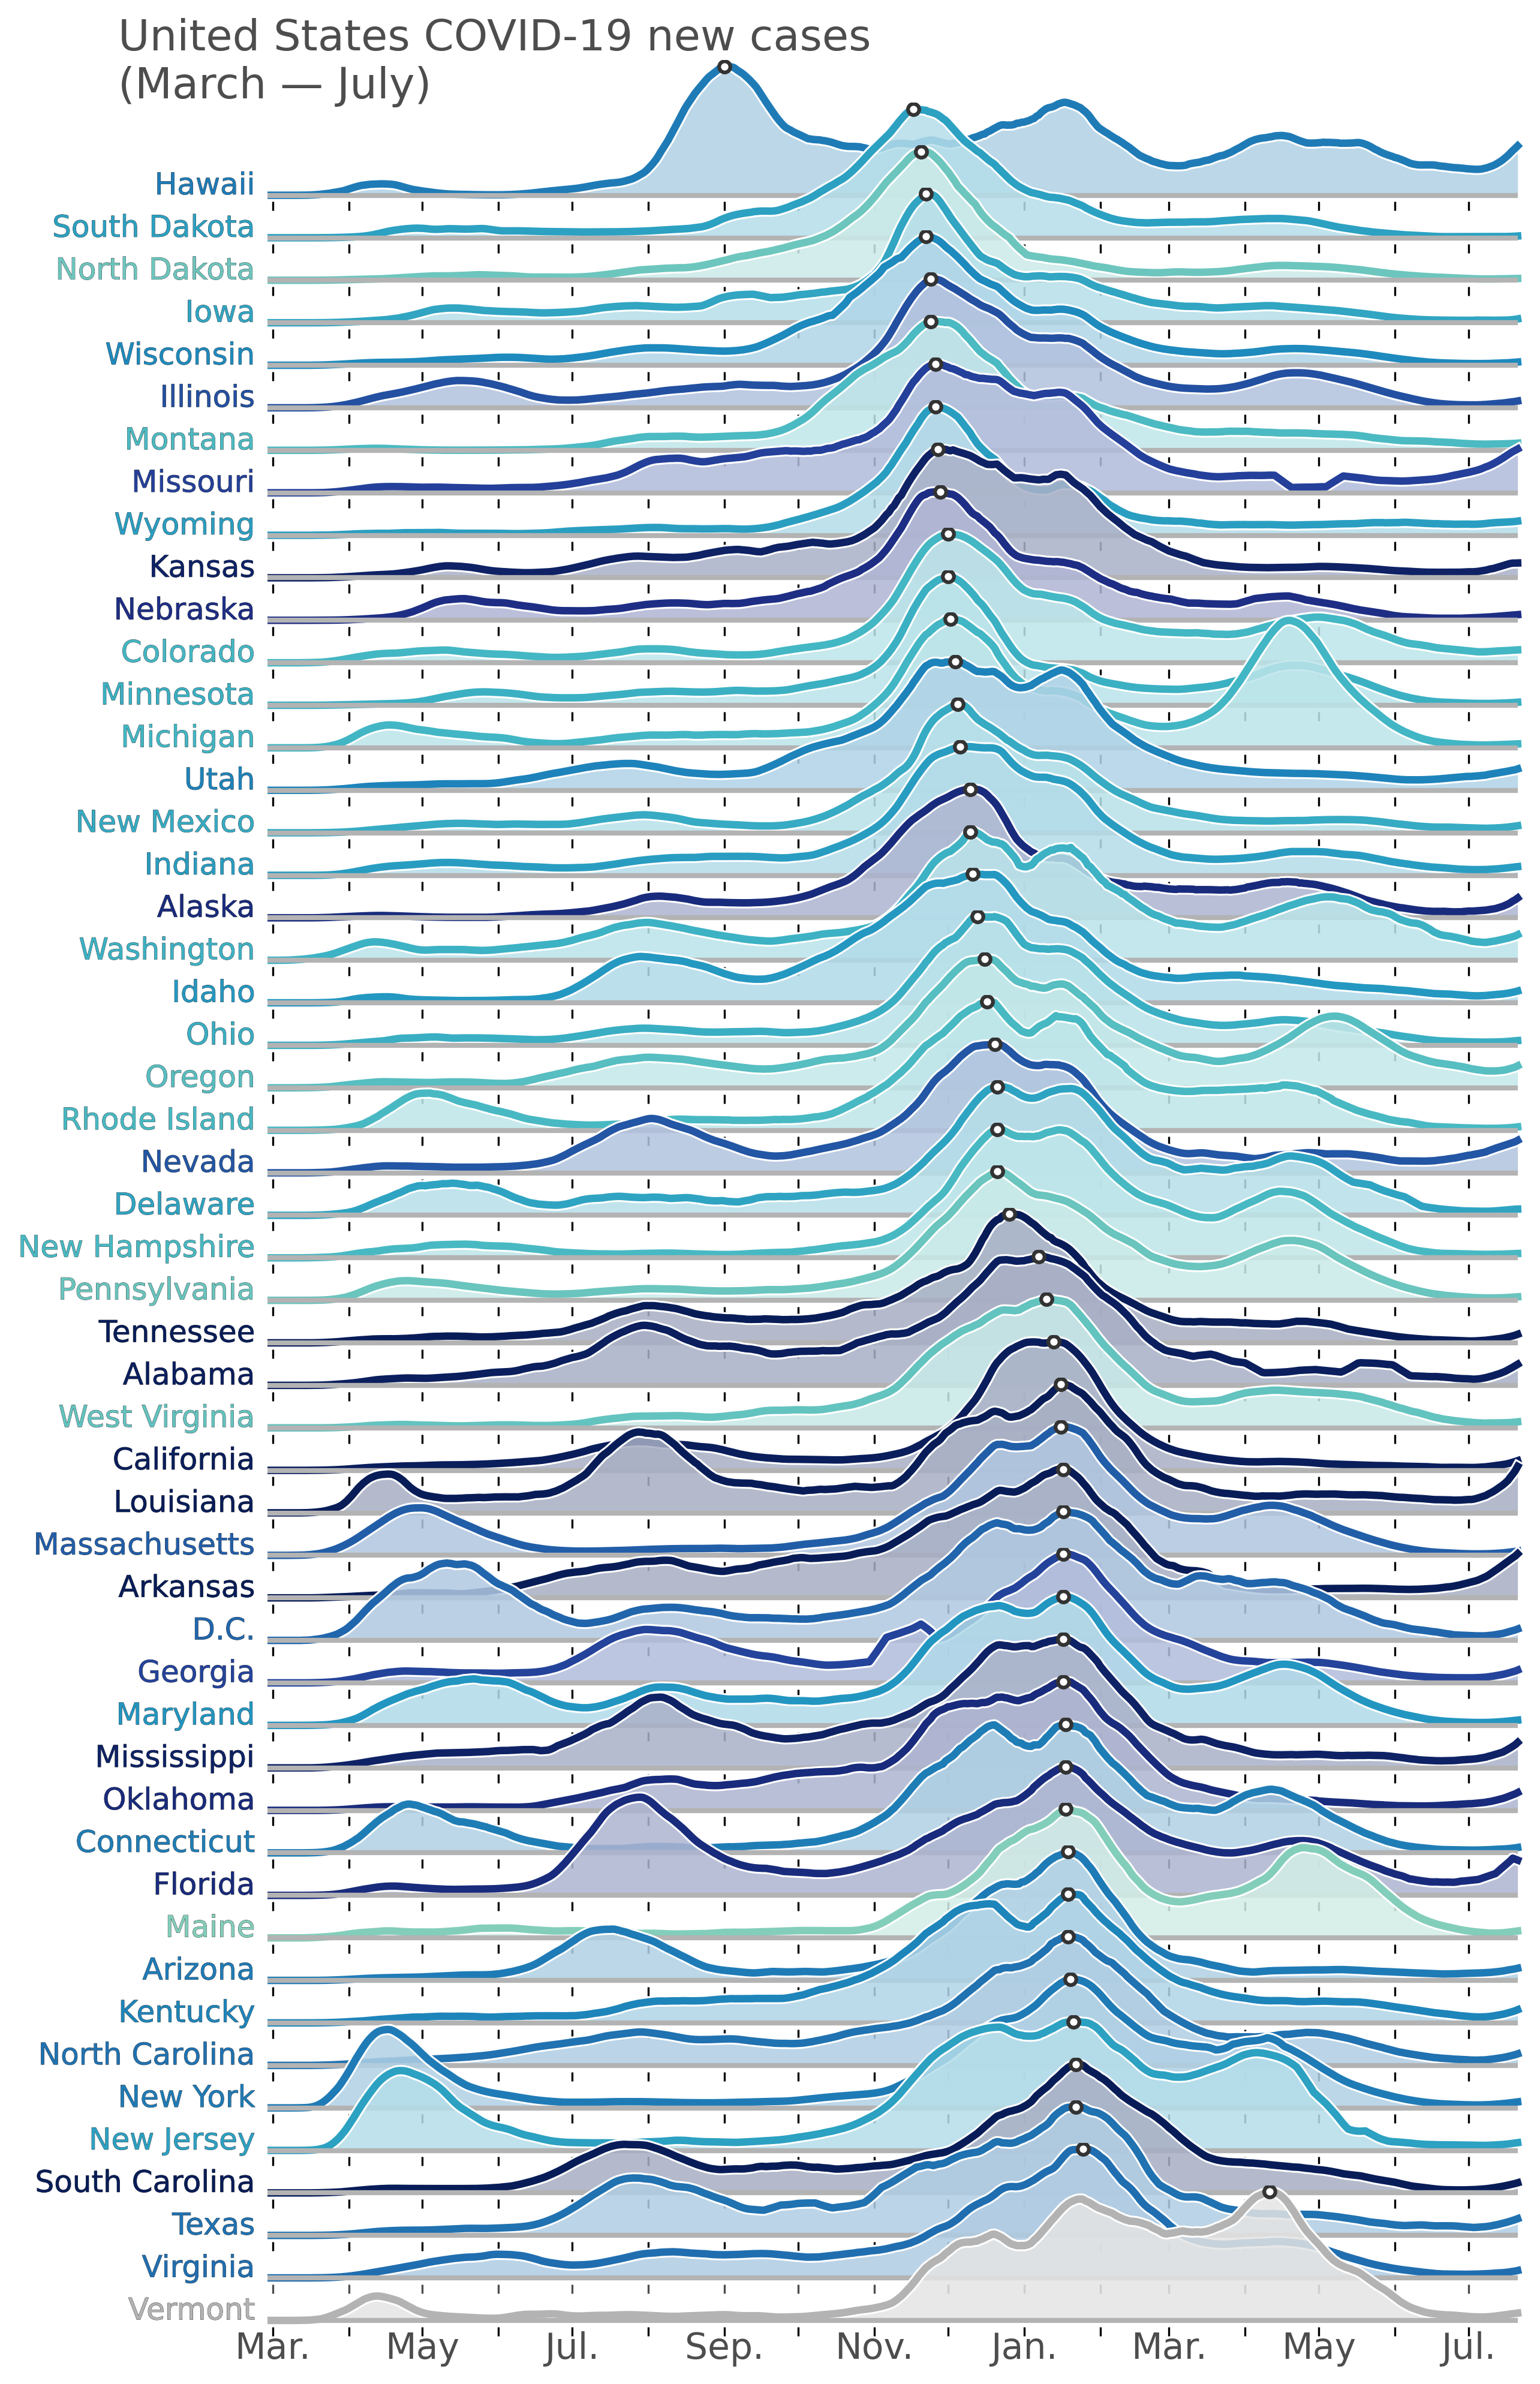 United States COVID-19 new cases
(March — July)
Hawaii
South Dakota
North Dakota
Iowa
Wisconsin
Illinois
Montana
Missouri
Wyoming
Kansas
Nebraska
Colorado
Minnesota
Michigan
Utah
New Mexico
Indiana
Alaska
Washington
Idaho
Ohio
Oregon
Rhode Island
Nevada
Delaware
New Hampshire
Pennsylvania
Tennessee
Alabama
West Virginia
California
Louisiana
Massachusetts
Arkansas
D.C.
Georgia
Maryland
Mississippi
Oklahoma
Connecticut
Florida
Maine
Arizona
Kentucky
North Carolina
New York
New Jersey
South Carolina
Texas
Virginia
Vermont
Mar. May Jul. Sep. Nov. Jan. Mar. May Jul.